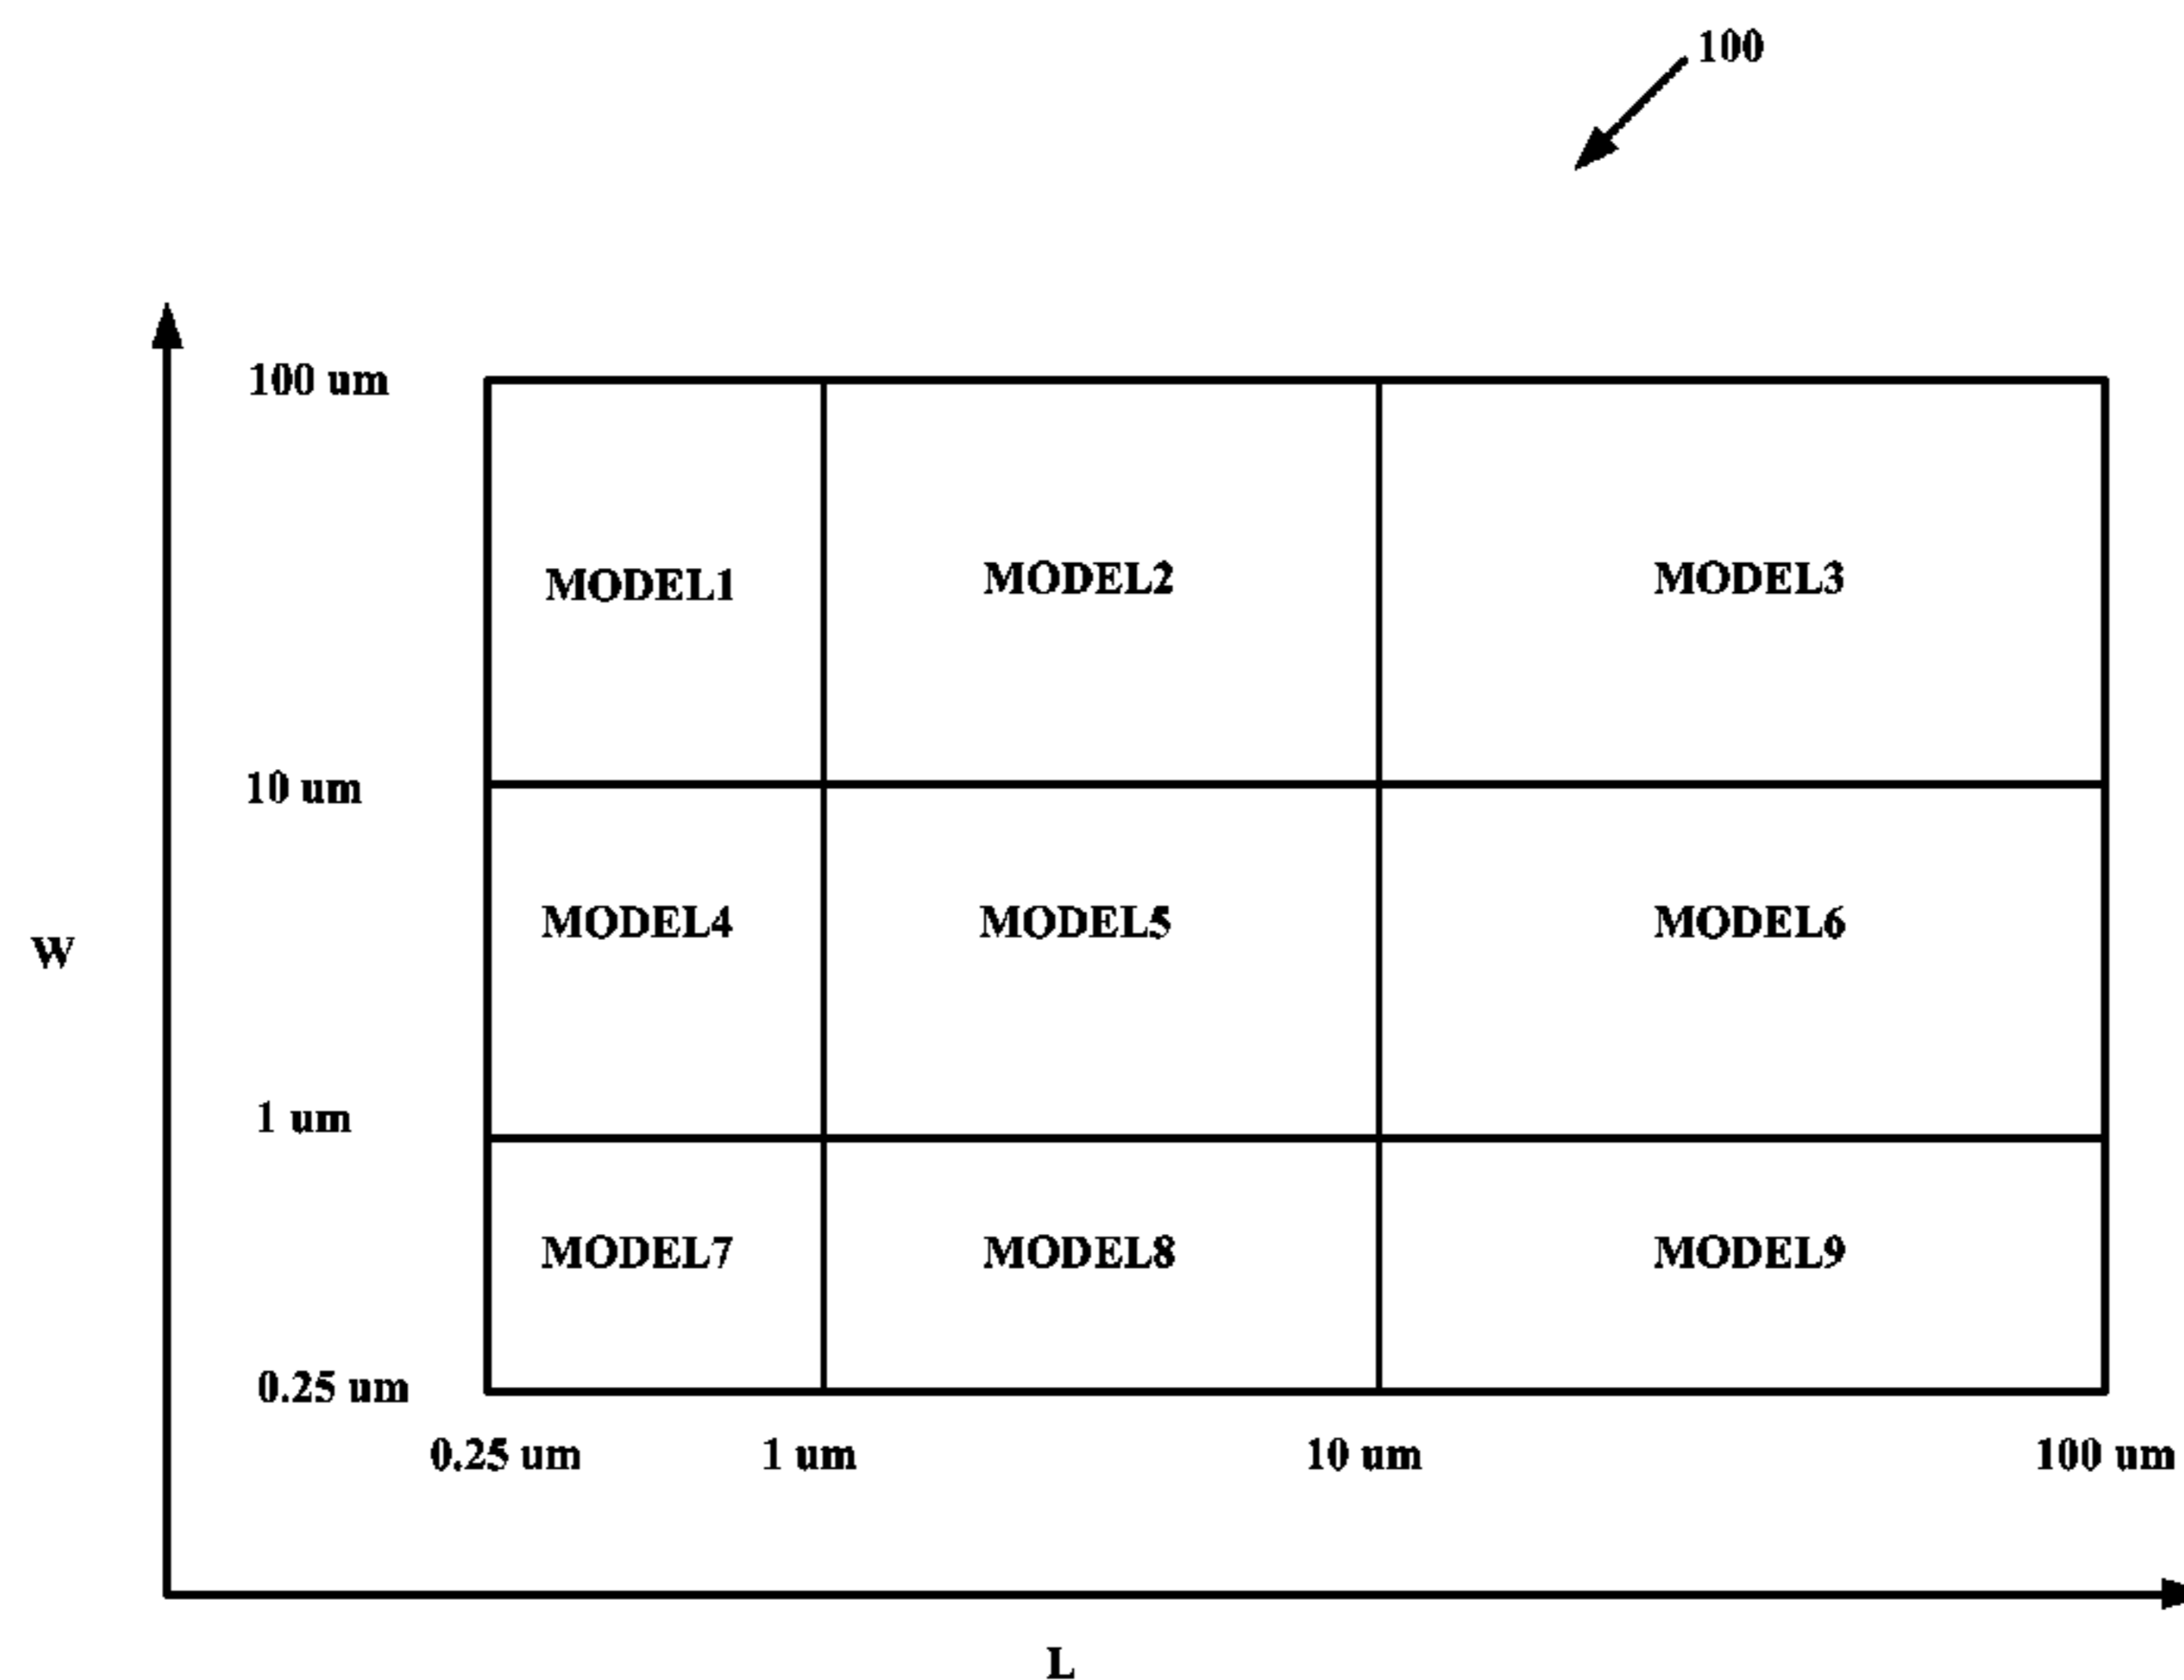 100
100 um
MODEL1 MODEL2 MODEL3
10 um
MODEL4 MODEL5 MODEL6
W
1 um
MODEL7 MODEL8 MODEL9
0.25 um
0.25 um 1 um 10 um 100 um
L